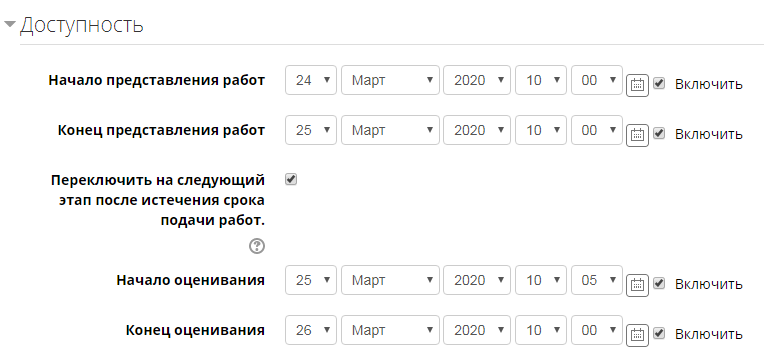 Доступность
Начало представления работ 24 Март 2020 10 00 Включить
Конец представления работ 25 Март 2020 10 00 Включить
Переключить на следующий
этап после истечения срока
подачи работ.
?
Начало оценивания 25 Март 2020 10 05 Включить
Конец оценивания 26 Март 2020 10 00 Включить